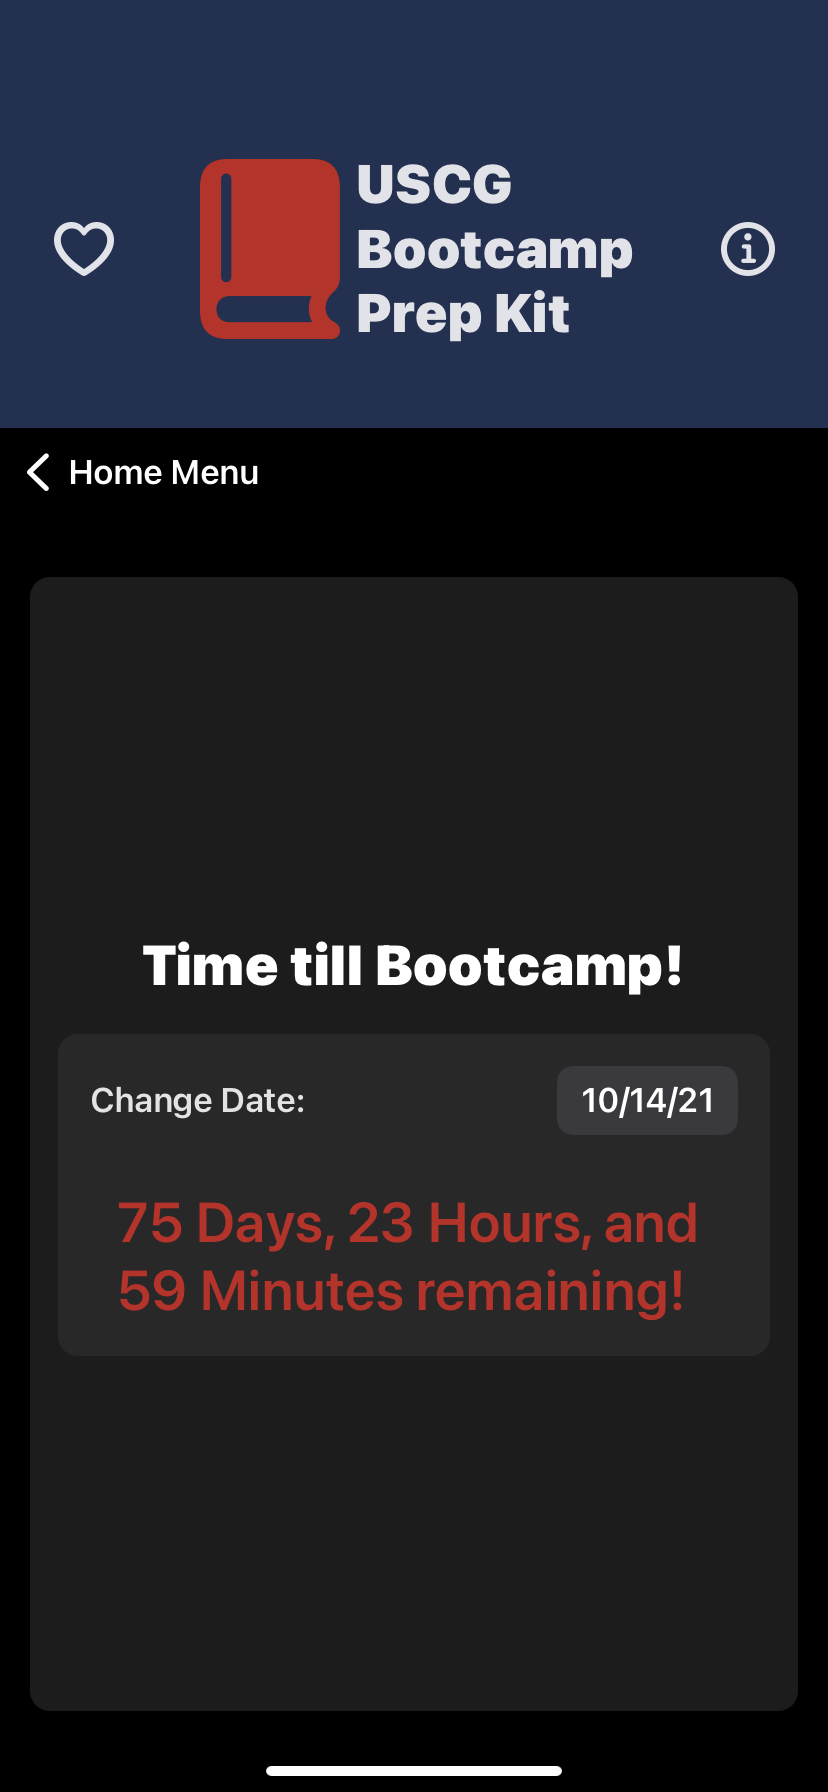 USCG
Bootcamp
Prep Kit
Home Menu
Time till Bootcamp!
Change Date: 10/14/21
75 Days, 23 Hours, and
59 Minutes remaining!